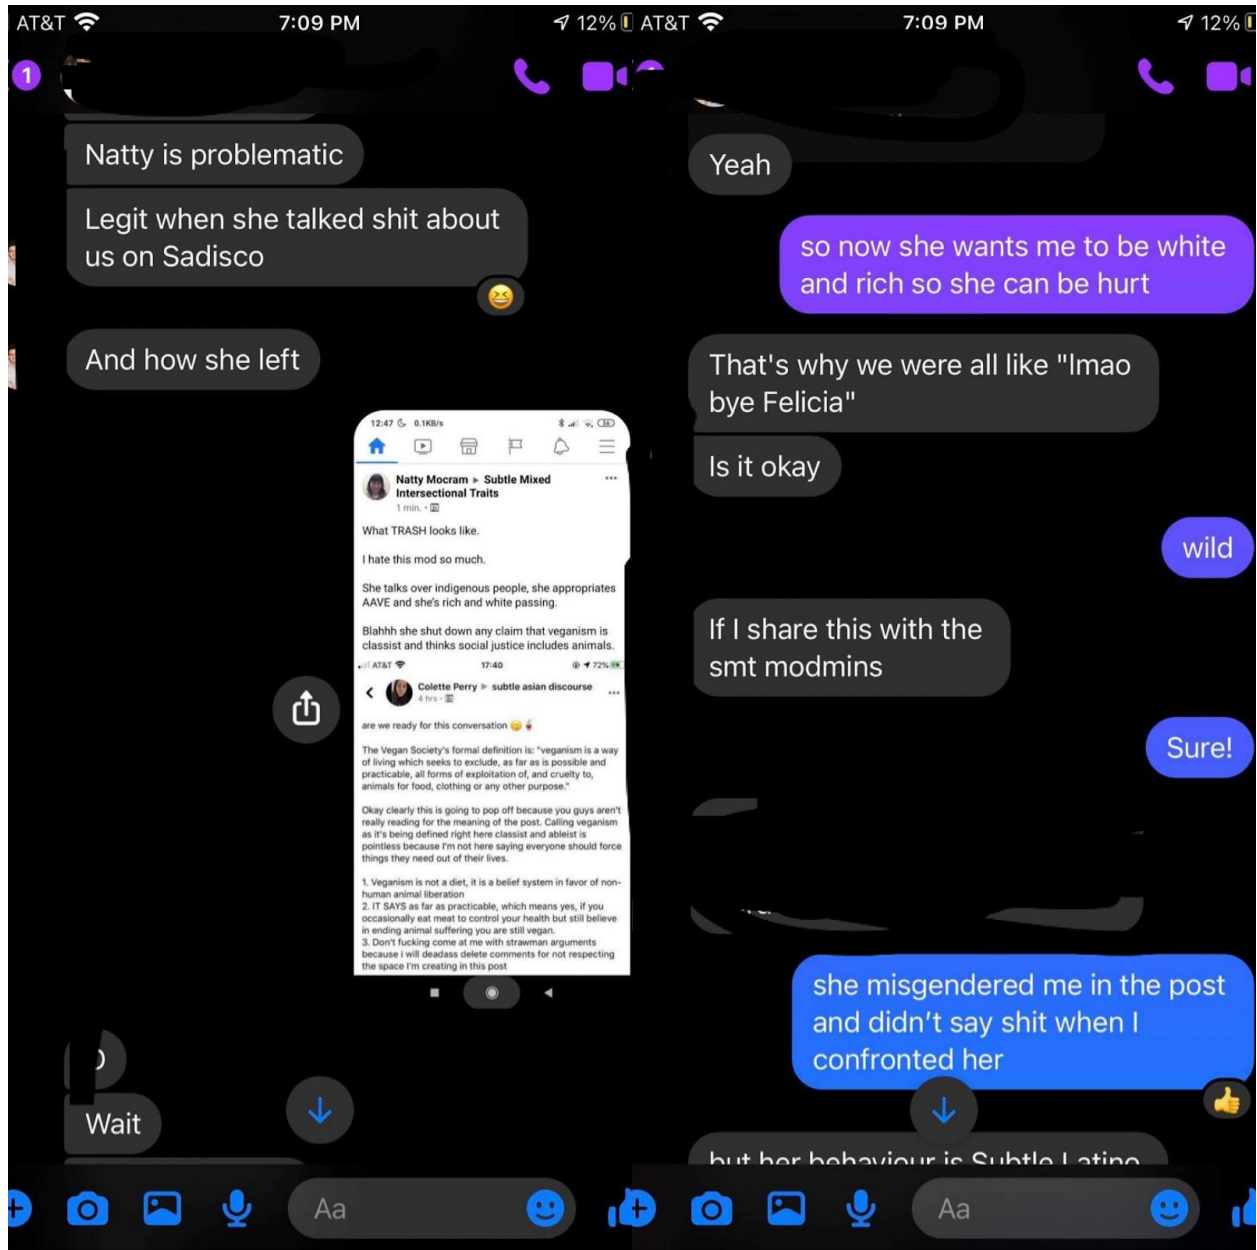 AT&T
7:09 PM
12%
1
Natty is problematic
Legit when she talked shit about
us on Sadisco
And how she left
12:47
0.1KB/s
Natty Mocram ▸ Subtle Mixed
Intersectional Traits
1 min.
What TRASH looks like.
I hate this mod so much.
She talks over indigenous people, she appropriates
AAVE and she's rich and white passing.
Blahhh she shut down any claim that veganism is
classist and thinks social justice includes animals.
AT&T
17:40
72%
Colette Perry ▸ subtle asian discourse
4 hrs
are we ready for this conversation
The Vegan Society's formal definition is: "veganism is a way
of living which seeks to exclude, as far as is possible and
practicable, all forms of exploitation of, and cruelty to,
animals for food, clothing or any other purpose."
Okay clearly this is going to pop off because you guys aren't
really reading for the meaning of the post. Calling veganism
as it's being defined right here classist and ableist is
pointless because I'm not here saying everyone should force
things they need out of their lives.
1. Veganism is not a diet, it is a belief system in favor of non-
human animal liberation
2. IT SAYS as far as practicable, which means yes, if you
occasionally eat meat to control your health but still believe
in ending animal suffering you are still vegan.
3. Don't fucking come at me with strawman arguments
because i will deadass delete comments for not respecting
the space I'm creating in this post
Wait
Aa
AT&T
7:09 PM
12%
Yeah
so now she wants me to be white
and rich so she can be hurt
That's why we were all like "lmao
bye Felicia"
Is it okay
wild
If I share this with the
smt modmins
Sure!
she misgendered me in the post
and didn't say shit when I
confronted her
but her behaviour is Subtle Latino
Aa